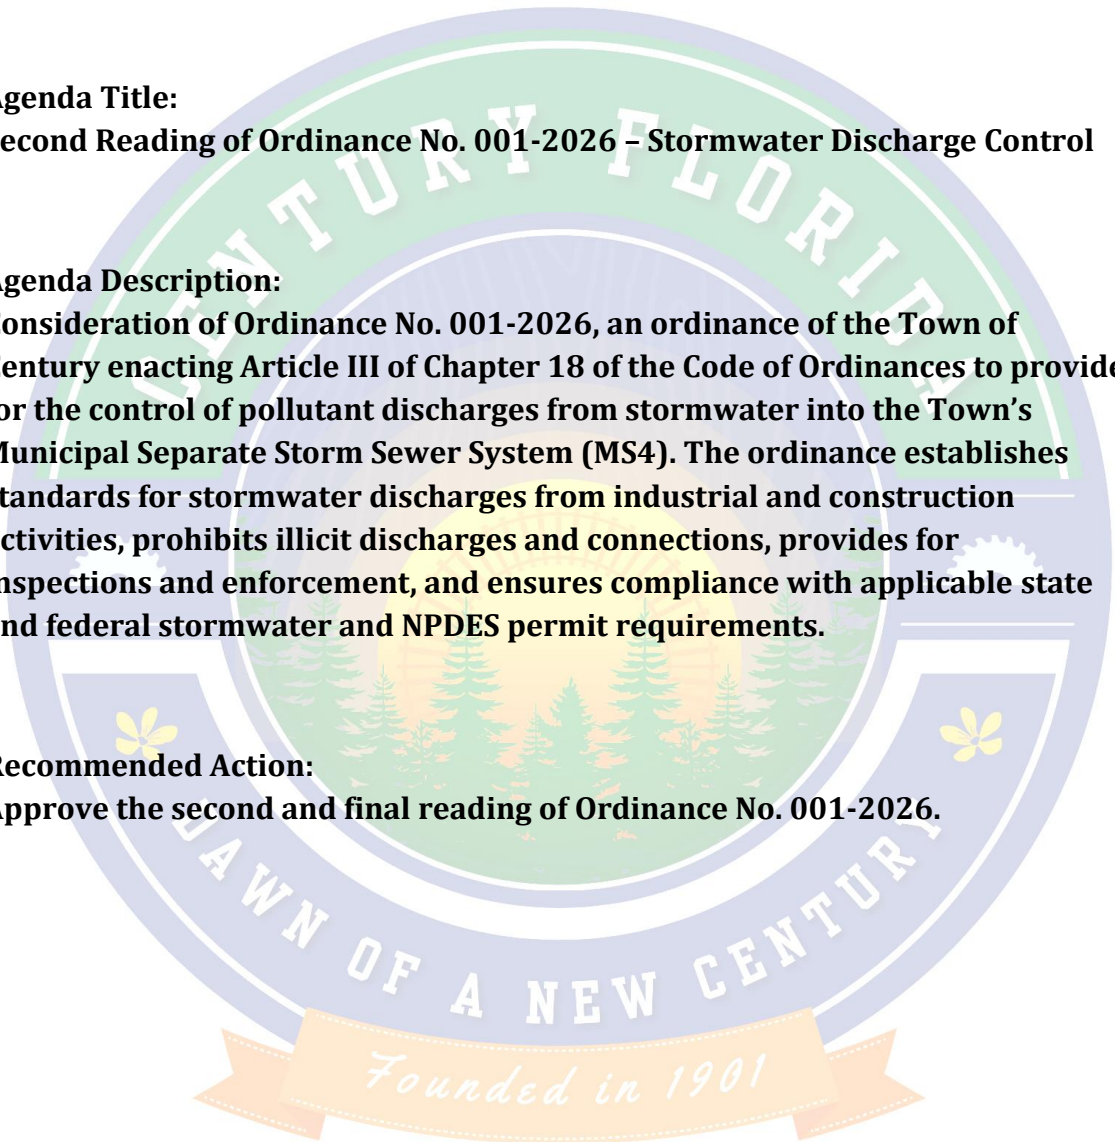 Agenda Title:
Second Reading of Ordinance No. 001-2026 – Stormwater Discharge Control
CENTURY FLORIDA
Agenda Description:
Consideration of Ordinance No. 001-2026, an ordinance of the Town of
Century enacting Article III of Chapter 18 of the Code of Ordinances to provide
for the control of pollutant discharges from stormwater into the Town’s
Municipal Separate Storm Sewer System (MS4). The ordinance establishes
standards for stormwater discharges from industrial and construction
activities, prohibits illicit discharges and connections, provides for
inspections and enforcement, and ensures compliance with applicable state
and federal stormwater and NPDES permit requirements.
Recommended Action:
Approve the second and final reading of Ordinance No. 001-2026.
DAWN OF A NEW CENTURY
Founded in 1901